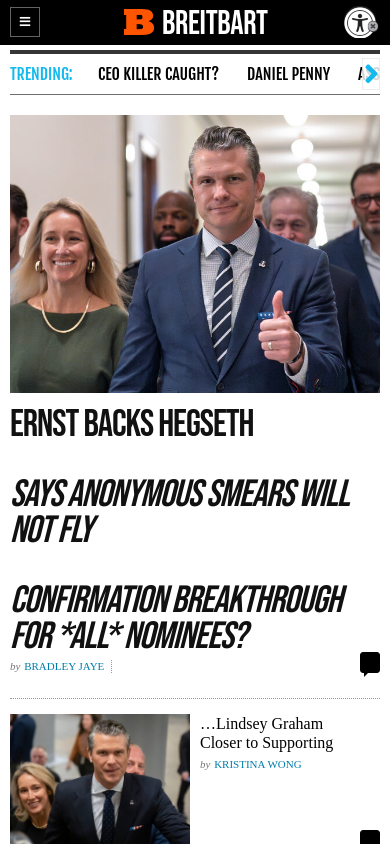 BREITBART
TRENDING:
CEO KILLER CAUGHT?
DANIEL PENNY
ERNST BACKS HEGSETH
SAYS ANONYMOUS SMEARS WILL
NOT FLY
CONFIRMATION BREAKTHROUGH
FOR *ALL* NOMINEES?
by BRADLEY JAYE
…Lindsey Graham
Closer to Supporting
by KRISTINA WONG